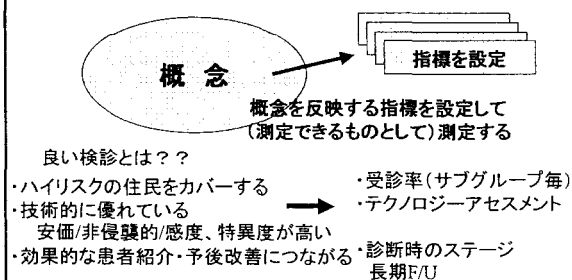 概 念
指標を設定
概念を反映する指標を設定して
(測定できるものとして)測定する
良い検診とは??
・ハイリスクの住民をカバーする
・技術的に優れている
安価/非侵襲的/感度、特異度が高い
・効果的な患者紹介・予後改善につながる
・受診率(サブグループ毎)
・テクノロジーアセスメント
・診断時のステージ
長期F/U